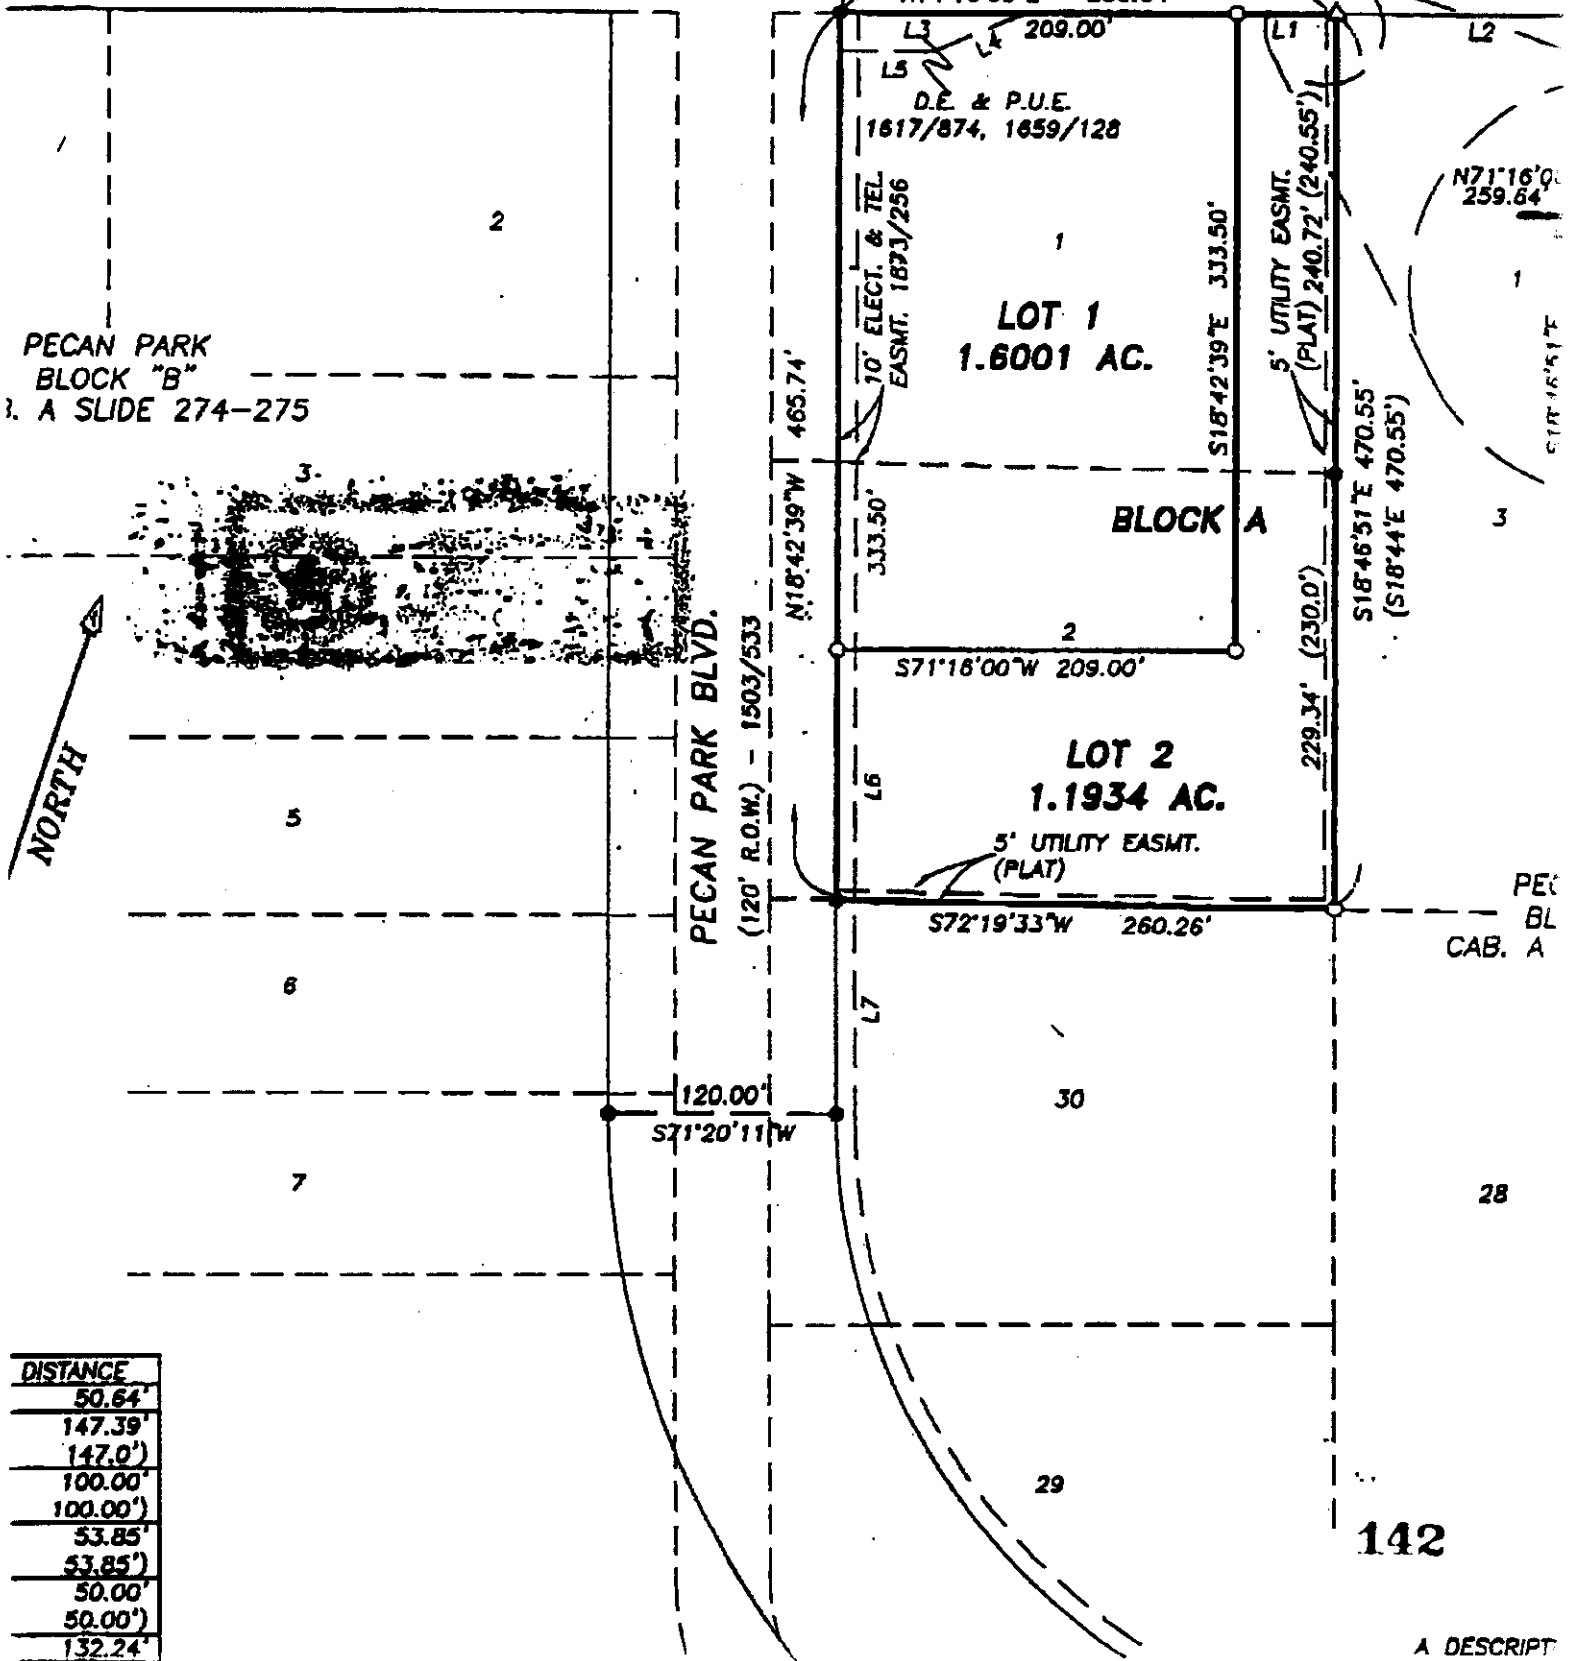 209.00'
L3
L4
L5
L1
L2
D.E. & P.U.E.
1617/874, 1659/128
10' ELECT. & TEL.
EASMT. 1873/256
2
1
LOT 1
1.6001 AC.
S18°42'39"E 333.50'
5' UTILITY EASMT.
(PLAT) 240.72' (240.55')
N71°16'0
259.64'
1
PECAN PARK
BLOCK "B"
A SLIDE 274-275
N18°42'39"W 465.74'
333.50'
BLOCK A
S18°46'51"E 470.55'
(S18°44'E 470.55')
3
3
2
S71°16'00"W 209.00'
229.34' (230.0')
NORTH
PECAN PARK BLVD.
(120' R.O.W.) - 1503/533
L6
LOT 2
1.1934 AC.
5' UTILITY EASMT.
(PLAT)
5
S72°19'33"W 260.26'
BL
CAB. A
6
L7
120.00'
S71°20'11"W
30
7
28
29
DISTANCE
50.64'
147.39'
147.0')
100.00'
100.00')
53.85'
53.85')
50.00'
50.00')
132.24'
142
A DESCRIPT